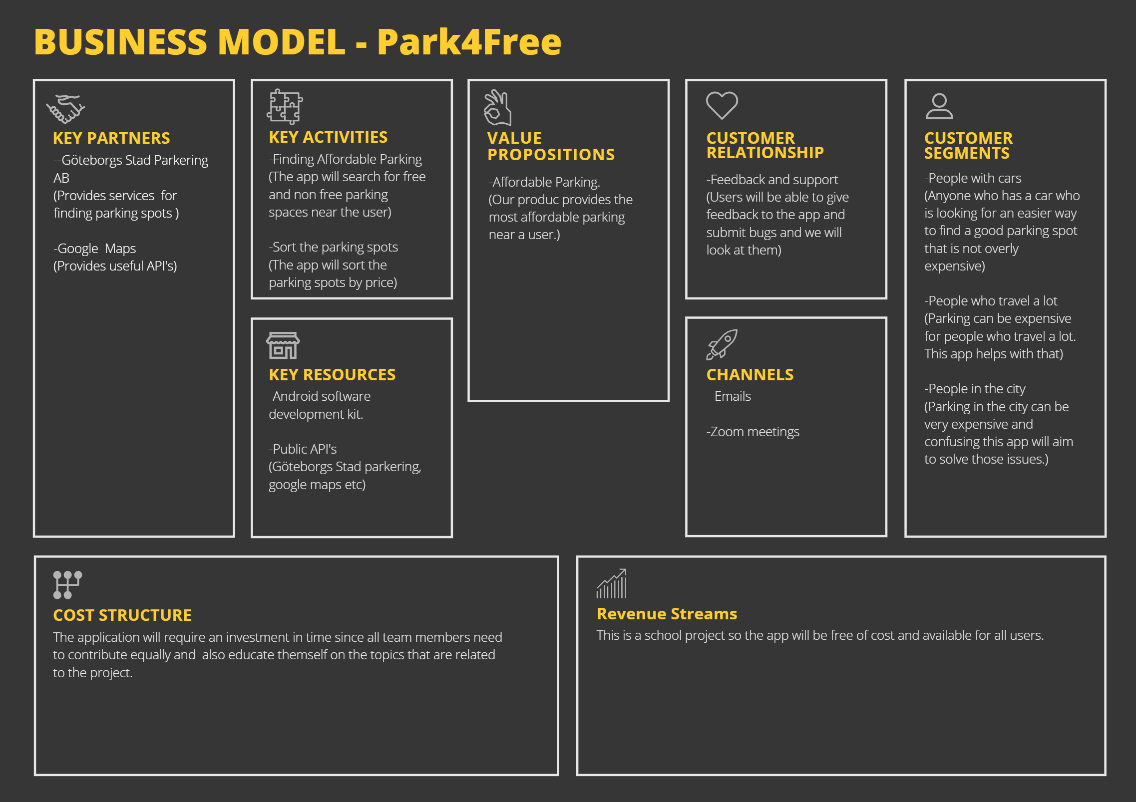 BUSINESS MODEL - Park4Free
KEY PARTNERS
-Göteborgs Stad Parkering
AB
(Provides services for
finding parking spots )
-Google Maps
(Provides useful API's)
KEY ACTIVITIES
-Finding Affordable Parking
(The app will search for free
and non free parking
spaces near the user)
-Sort the parking spots
(The app will sort the
parking spots by price)
KEY RESOURCES
Android software
development kit.
-Public API's
(Göteborgs Stad parkering,
google maps etc)
VALUE
PROPOSITIONS
-Affordable Parking.
(Our produc provides the
most affordable parking
near a user.)
CUSTOMER
RELATIONSHIP
-Feedback and support
(Users will be able to give
feedback to the app and
submit bugs and we will
look at them)
CHANNELS
Emails
-Zoom meetings
CUSTOMER
SEGMENTS
-People with cars
(Anyone who has a car who
is looking for an easier way
to find a good parking spot
that is not overly
expensive)
-People who travel a lot
(Parking can be expensive
for people who travel a lot.
This app helps with that)
-People in the city
(Parking in the city can be
very expensive and
confusing this app will aim
to solve those issues.)
COST STRUCTURE
The application will require an investment in time since all team members need
to contribute equally and also educate themself on the topics that are related
to the project.
Revenue Streams
This is a school project so the app will be free of cost and available for all users.